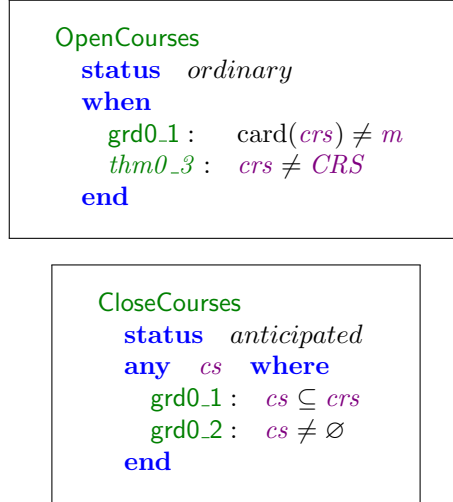 OpenCourses
status ordinary
when
grd0_1 : card(crs) ≠ m
thm0_3 : crs ≠ CRS
end
CloseCourses
status anticipated
any cs where
grd0_1 : cs ⊆ crs
grd0_2 : cs ≠ ∅
end